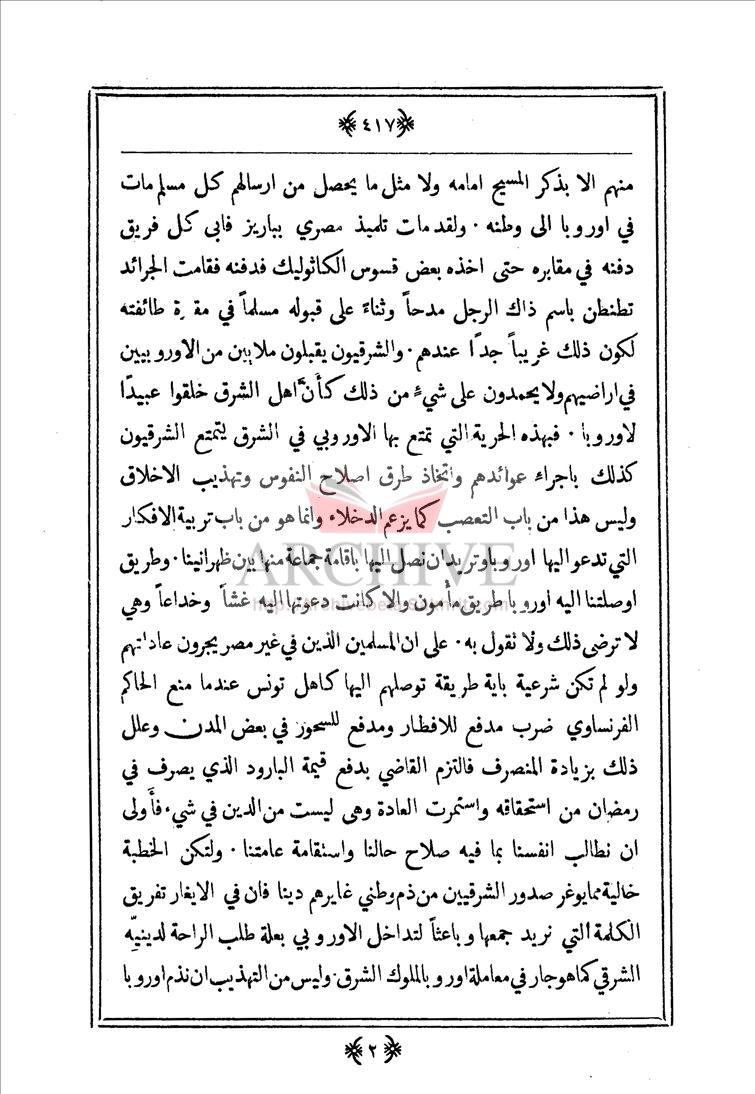 ﴿٤١٧﴾
منهم الا بذكر المسيح امامه ولا مثل ما يحصل من ارسالهم كل مسلم مات
في اوروبا الى وطنه · ولقد مات تلميذ مصري بباريز فابى كل فريق
دفنه في مقابره حتى اخذه بعض قسوس الكاثوليك فدفنه فقامت الجرائد
تطنطن باسم ذاك الرجل مدحاً وثناءً على قبوله مسلماً في مقبرة طائفته
لكون ذلك غريباً جدًا عندهم · والشرقيون يقبلون ملايين من الاوروبيين
في اراضيهم ولا يحمدون على شيءٍ من ذلك كأن اهل الشرق خلقوا عبيدًا
لاوروبا · فبهذه الحرية التي تمتع بها الاوروبي في الشرق يتمتع الشرقيون
كذلك باجراء عوائدهم واتخاذ طرق اصلاح النفوس وتهذيب الاخلاق
وليس هذا من باب التعصب كما يزعم الدخلاء وانما هو من باب تربية الافكار
التي تدعو اليها اوروبا وتريد ان نصل اليها باقامة جماعة منها بين ظهرانينا · وطريق
اوصلتنا اليه اوروبا طريق مأمون والا كانت دعوتها اليه غشاً وخداعاً وهي
لا ترضى ذلك ولا نقول به · على ان المسلمين الذين في غير مصر يجرون عاداتهم
ولو لم تكن شرعية باية طريقة توصلهم اليها كاهل تونس عندما منع الحاكم
الفرنساوي ضرب مدفع للافطار ومدفع للسحور في بعض المدن وعلل
ذلك بزيادة المنصرف فالتزم القاضي بدفع قيمة البارود الذي يصرف في
رمضان من استحقاقه واستمرت العادة وهى ليست من الدين في شيء فأولى
ان نطالب انفسنا بما فيه صلاح حالنا واستقامة عامتنا · ولتكن الخطبة
خالية مما يوغر صدور الشرقيين من ذم وطني غايرهم دينا فان في الايغار تفريق
الكلمة التي نريد جمعها وباعثاً لتداخل الاوروبي بعلة طلب الراحة لدينيه
الشرقي كما هو جار في معاملة اوروبا لملوك الشرق · وليس من التهذيب ان نذم اوروبا
﴿٢﴾
ARCHIVE